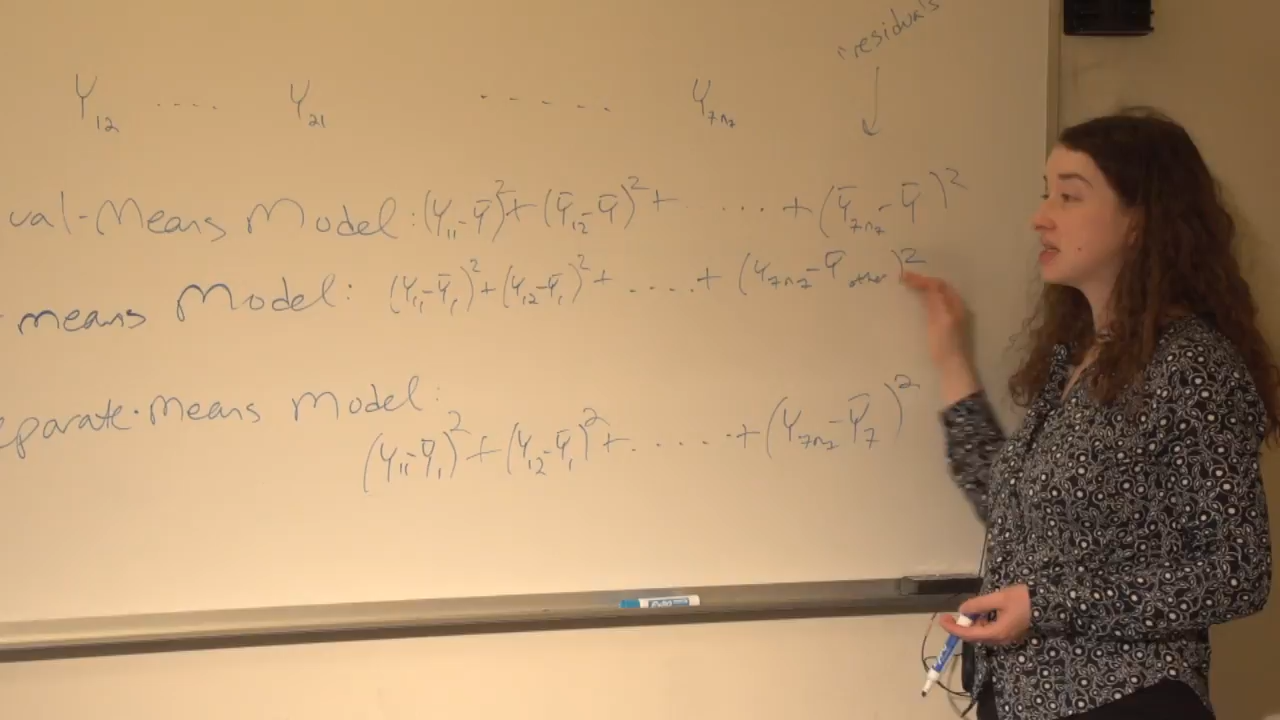 residuals
Y₁₂ .... Y₂₁ ..... Y₇ₙ₇
ual-Means Model: (Y₁₁-Ȳ)²+(Ȳ₁₂-Ȳ)²+ .... +(Ȳ₇ₙ₇-Ȳ)²
-means Model: (Y₁₁-Ȳ₁)²+(Y₁₂-Ȳ₁)²+ .....+ (Y₇ₙ₇-Ȳ other)²
eparate-Means Model:
(Y₁₁-Ȳ₁)²+(Y₁₂-Ȳ₁)²+.....+(Y₇ₙ₇-Ȳ₇)²